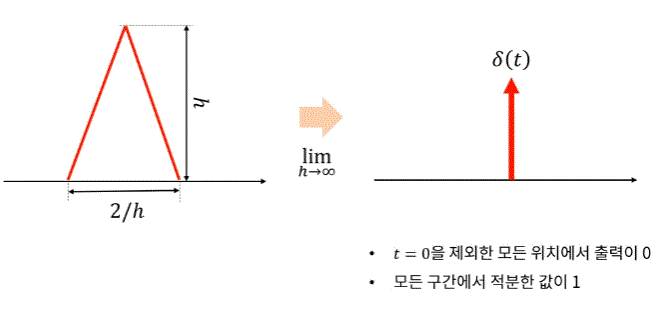 h
2/h
lim
h→∞
δ(t)
• t = 0을 제외한 모든 위치에서 출력이 0
• 모든 구간에서 적분한 값이 1